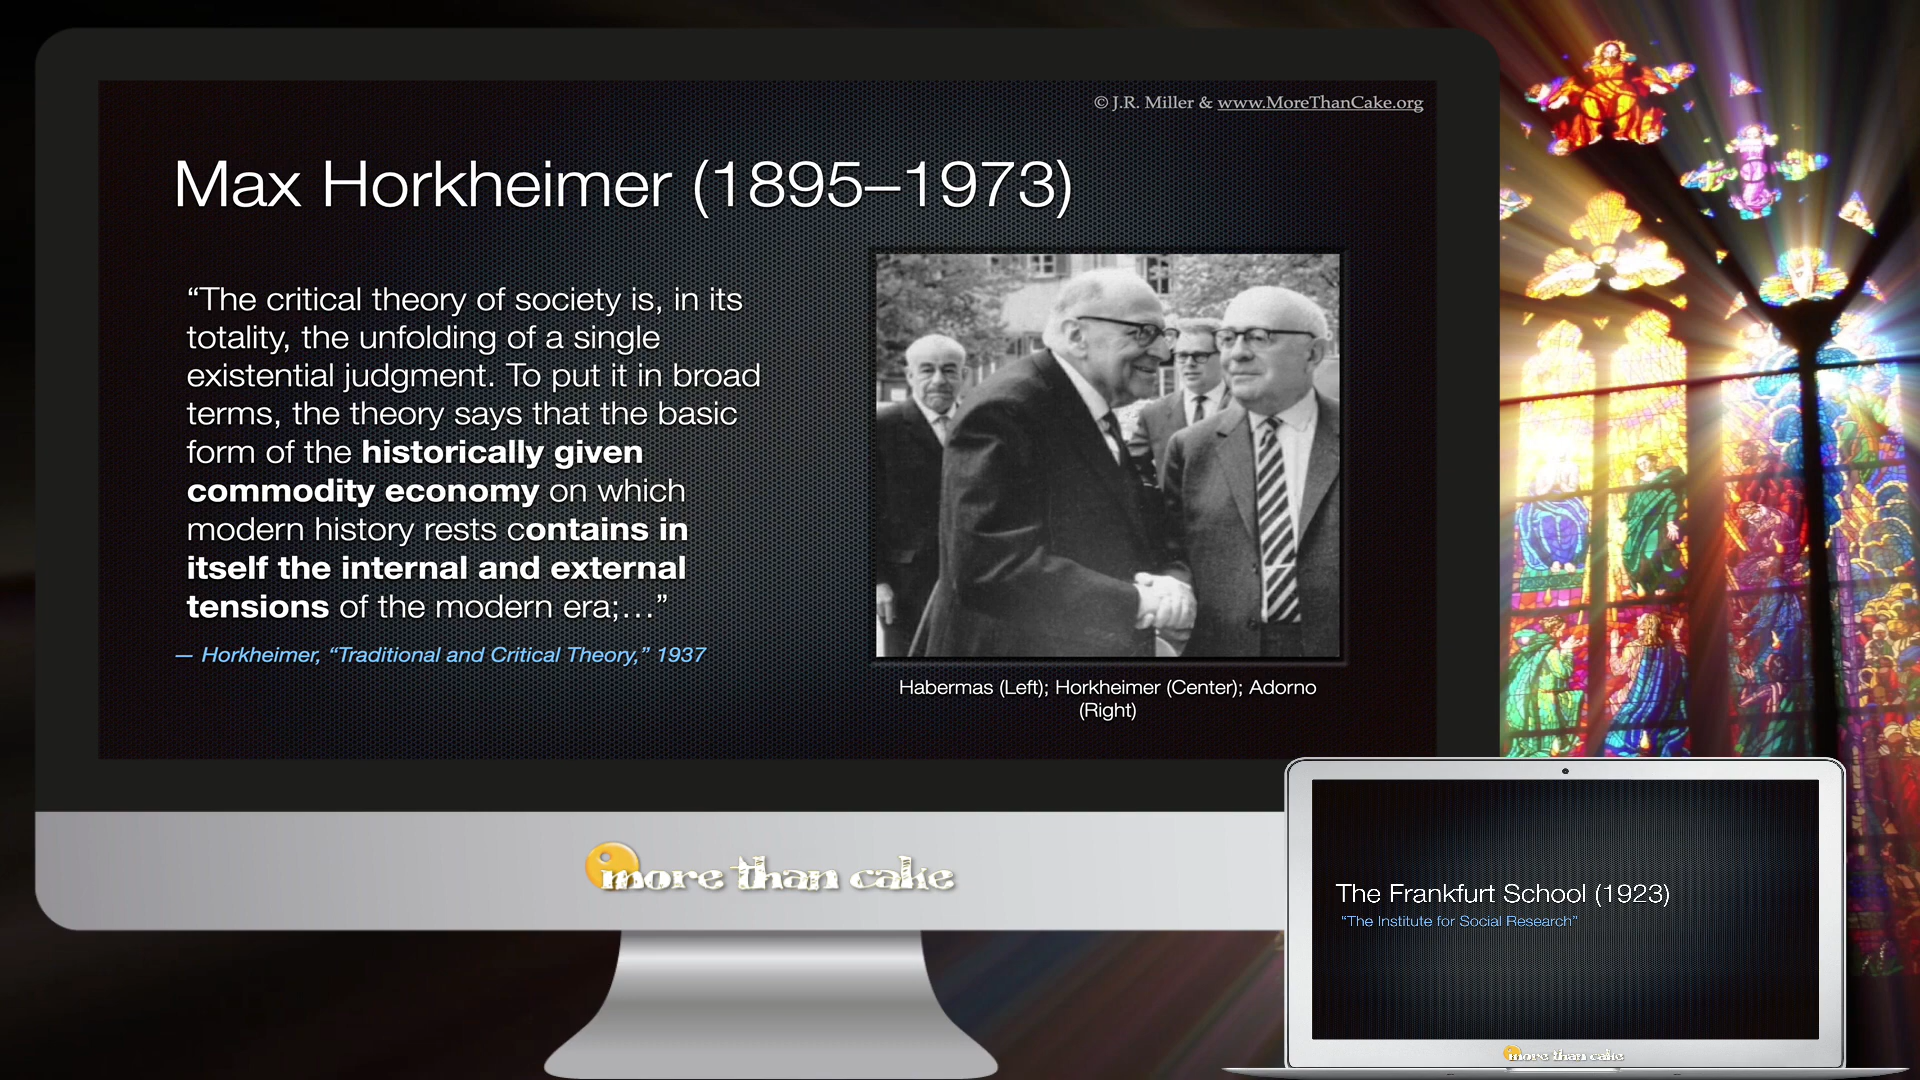 © J.R. Miller & www.MoreThanCake.org
Max Horkheimer (1895–1973)
“The critical theory of society is, in its
totality, the unfolding of a single
existential judgment. To put it in broad
terms, the theory says that the basic
form of the historically given
commodity economy on which
modern history rests contains in
itself the internal and external
tensions of the modern era;…”
— Horkheimer, “Traditional and Critical Theory,” 1937
Habermas (Left); Horkheimer (Center); Adorno
(Right)
more than cake
The Frankfurt School (1923)
“The Institute for Social Research”
more than cake